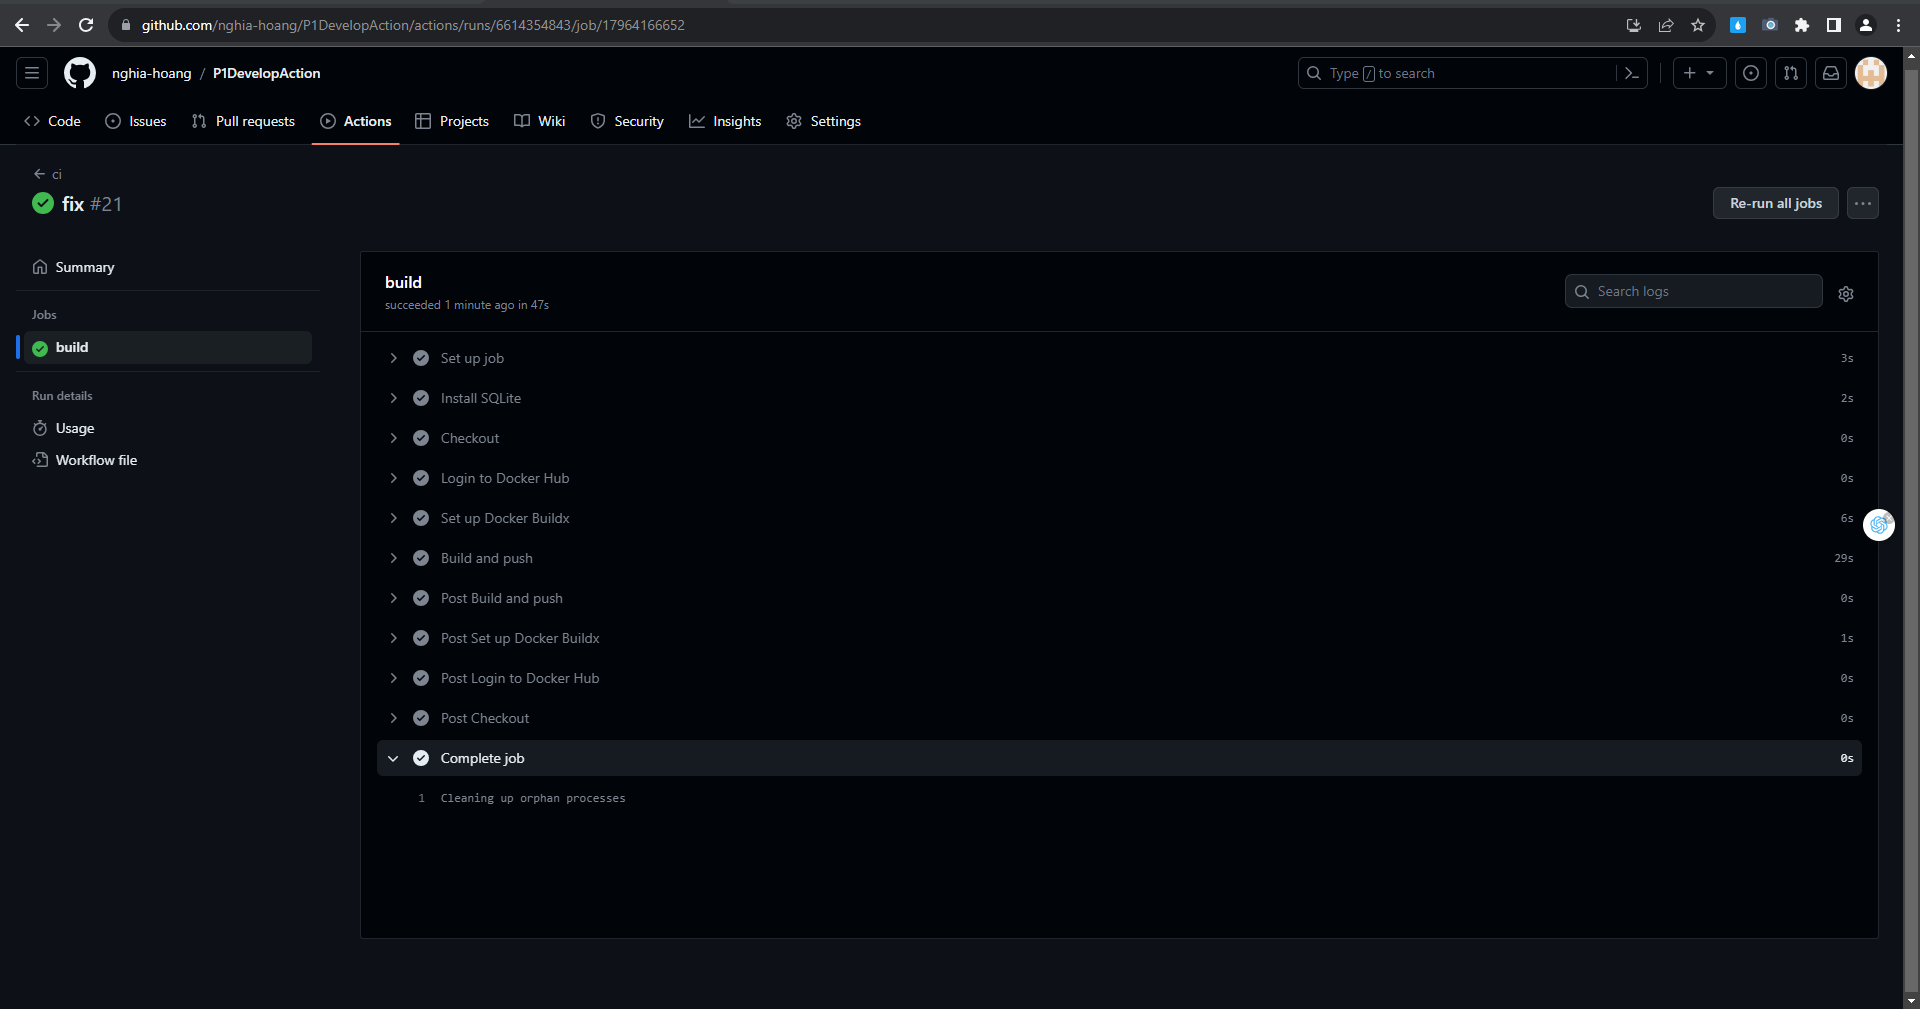 github.com/nghia-hoang/P1DevelopAction/actions/runs/6614354843/job/17964166652
nghia-hoang / P1DevelopAction
Type / to search
Code
Issues
Pull requests
Actions
Projects
Wiki
Security
Insights
Settings
ci
fix #21
Re-run all jobs
Summary
Jobs
build
Run details
Usage
Workflow file
build
succeeded 1 minute ago in 47s
Search logs
Set up job 3s
Install SQLite 2s
Checkout 0s
Login to Docker Hub 0s
Set up Docker Buildx 6s
Build and push 29s
Post Build and push 0s
Post Set up Docker Buildx 1s
Post Login to Docker Hub 0s
Post Checkout 0s
Complete job 0s
1 Cleaning up orphan processes